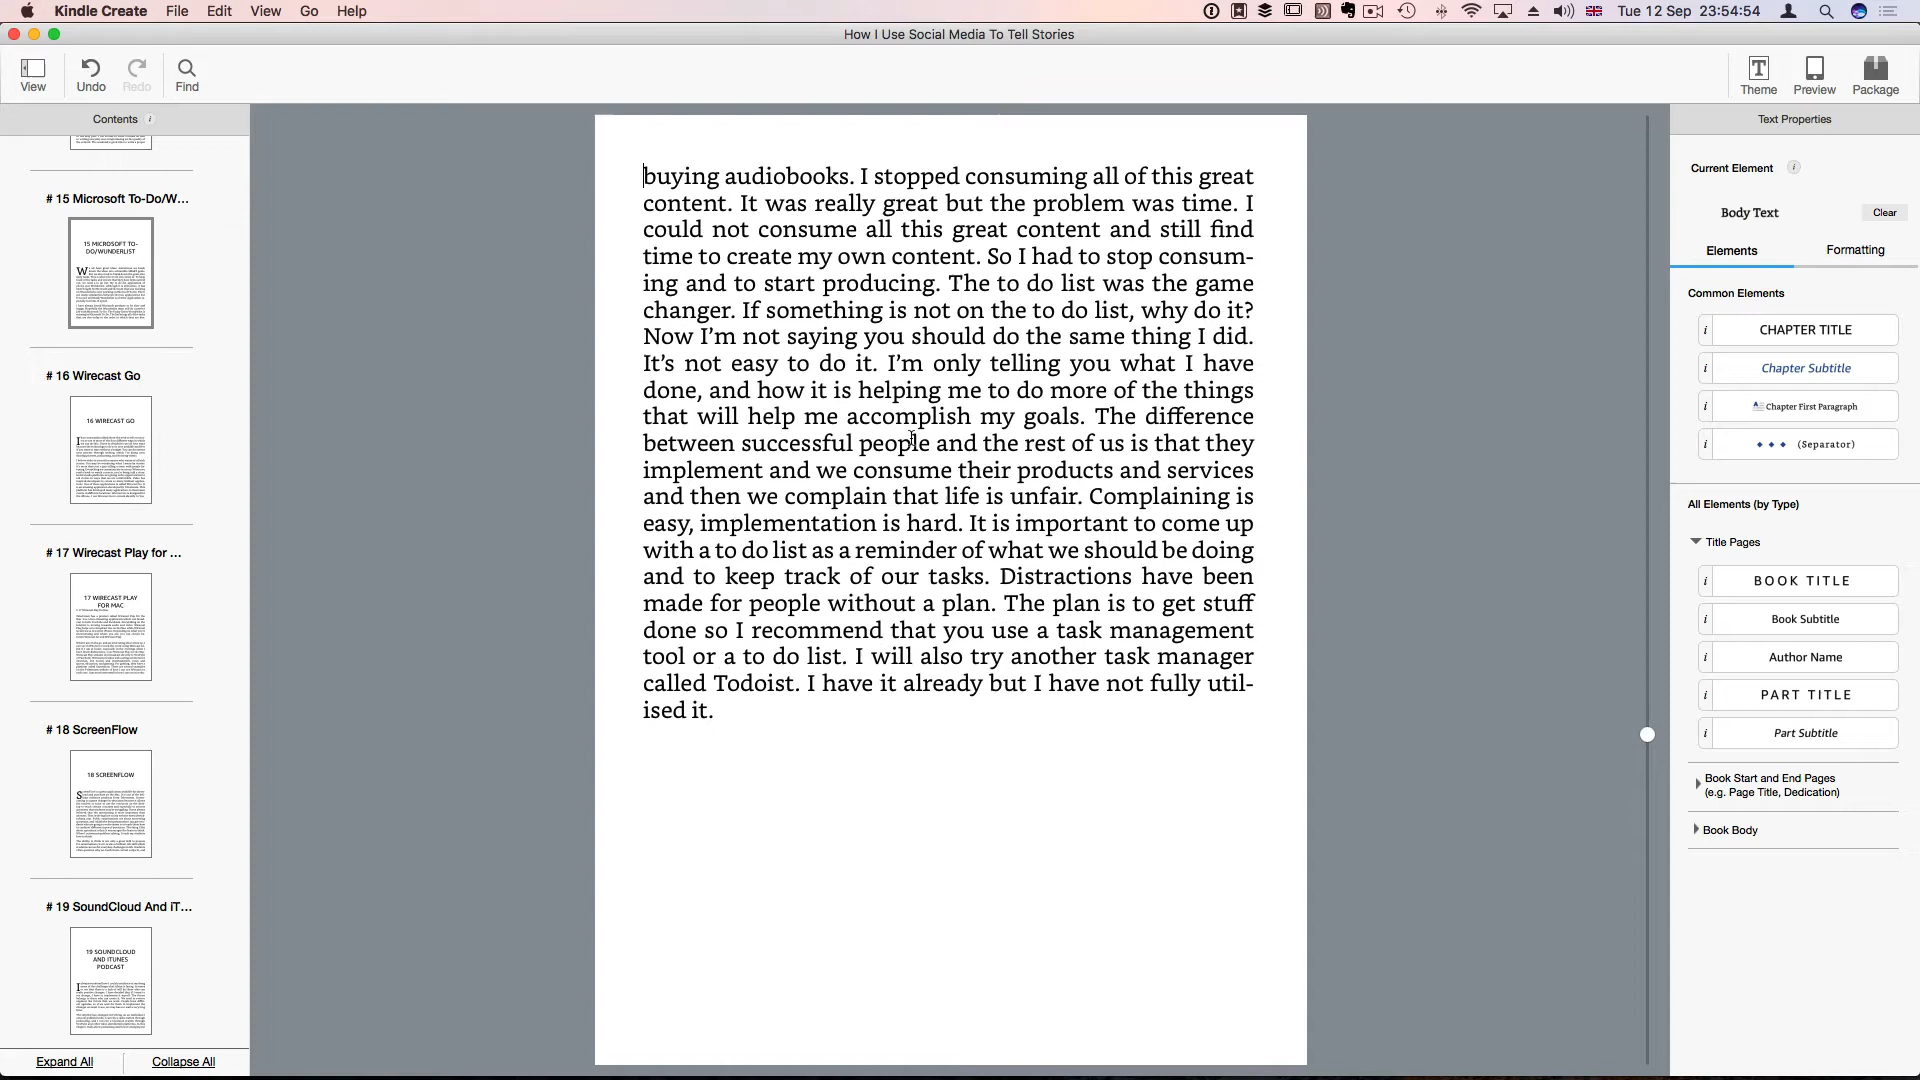 Kindle Create File Edit View Go Window Help
Tue 12 Sep 23:54:54
How I Use Social Media To Tell Stories
View Undo Redo Find
Theme Preview Package
Contents i
# 15 Microsoft To-Do/W...
15 MICROSOFT TO-
DO/WUNDERLIST
# 16 Wirecast Go
16 WIRECAST GO
# 17 Wirecast Play for ...
17 WIRECAST PLAY
FOR MAC
# 18 ScreenFlow
18 SCREENFLOW
# 19 SoundCloud And iT...
19 SOUNDCLOUD
AND ITUNES
PODCAST
Expand All Collapse All
buying audiobooks. I stopped consuming all of this great
content. It was really great but the problem was time. I
could not consume all this great content and still find
time to create my own content. So I had to stop consum-
ing and to start producing. The to do list was the game
changer. If something is not on the to do list, why do it?
Now I'm not saying you should do the same thing I did.
It's not easy to do it. I'm only telling you what I have
done, and how it is helping me to do more of the things
that will help me accomplish my goals. The difference
between successful people and the rest of us is that they
implement and we consume their products and services
and then we complain that life is unfair. Complaining is
easy, implementation is hard. It is important to come up
with a to do list as a reminder of what we should be doing
and to keep track of our tasks. Distractions have been
made for people without a plan. The plan is to get stuff
done so I recommend that you use a task management
tool or a to do list. I will also try another task manager
called Todoist. I have it already but I have not fully util-
ised it.
Text Properties
Current Element i
Body Text Clear
Elements Formatting
Common Elements
i CHAPTER TITLE
i Chapter Subtitle
i Chapter First Paragraph
i (Separator)
All Elements (by Type)
Title Pages
i BOOK TITLE
i Book Subtitle
i Author Name
i PART TITLE
i Part Subtitle
Book Start and End Pages
(e.g. Page Title, Dedication)
Book Body